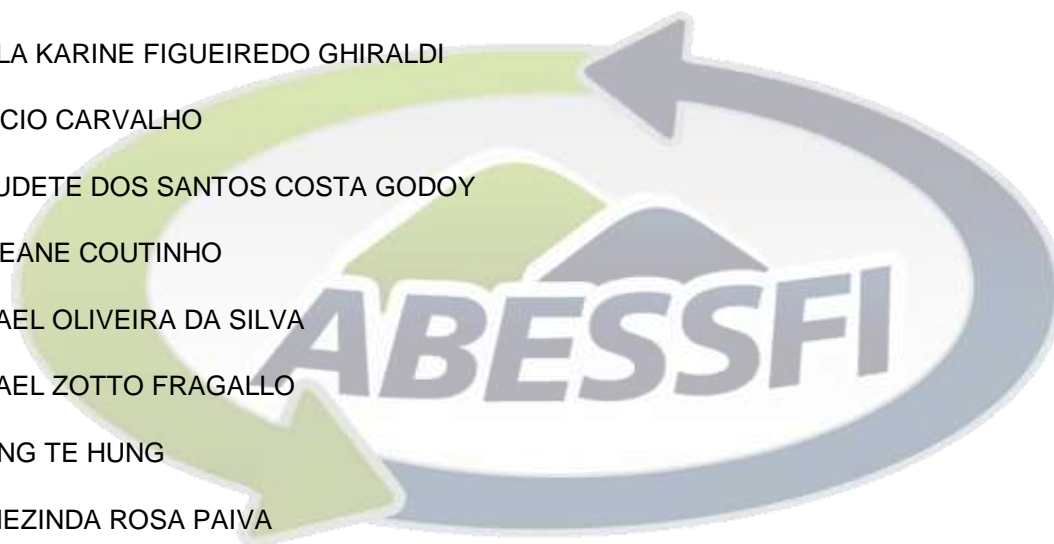 LA KARINE FIGUEIREDO GHIRALDI
CIO CARVALHO
UDETE DOS SANTOS COSTA GODOY
EANE COUTINHO
AEL OLIVEIRA DA SILVA
ABESSFI
AEL ZOTTO FRAGALLO
NG TE HUNG
EZINDA ROSA PAIVA